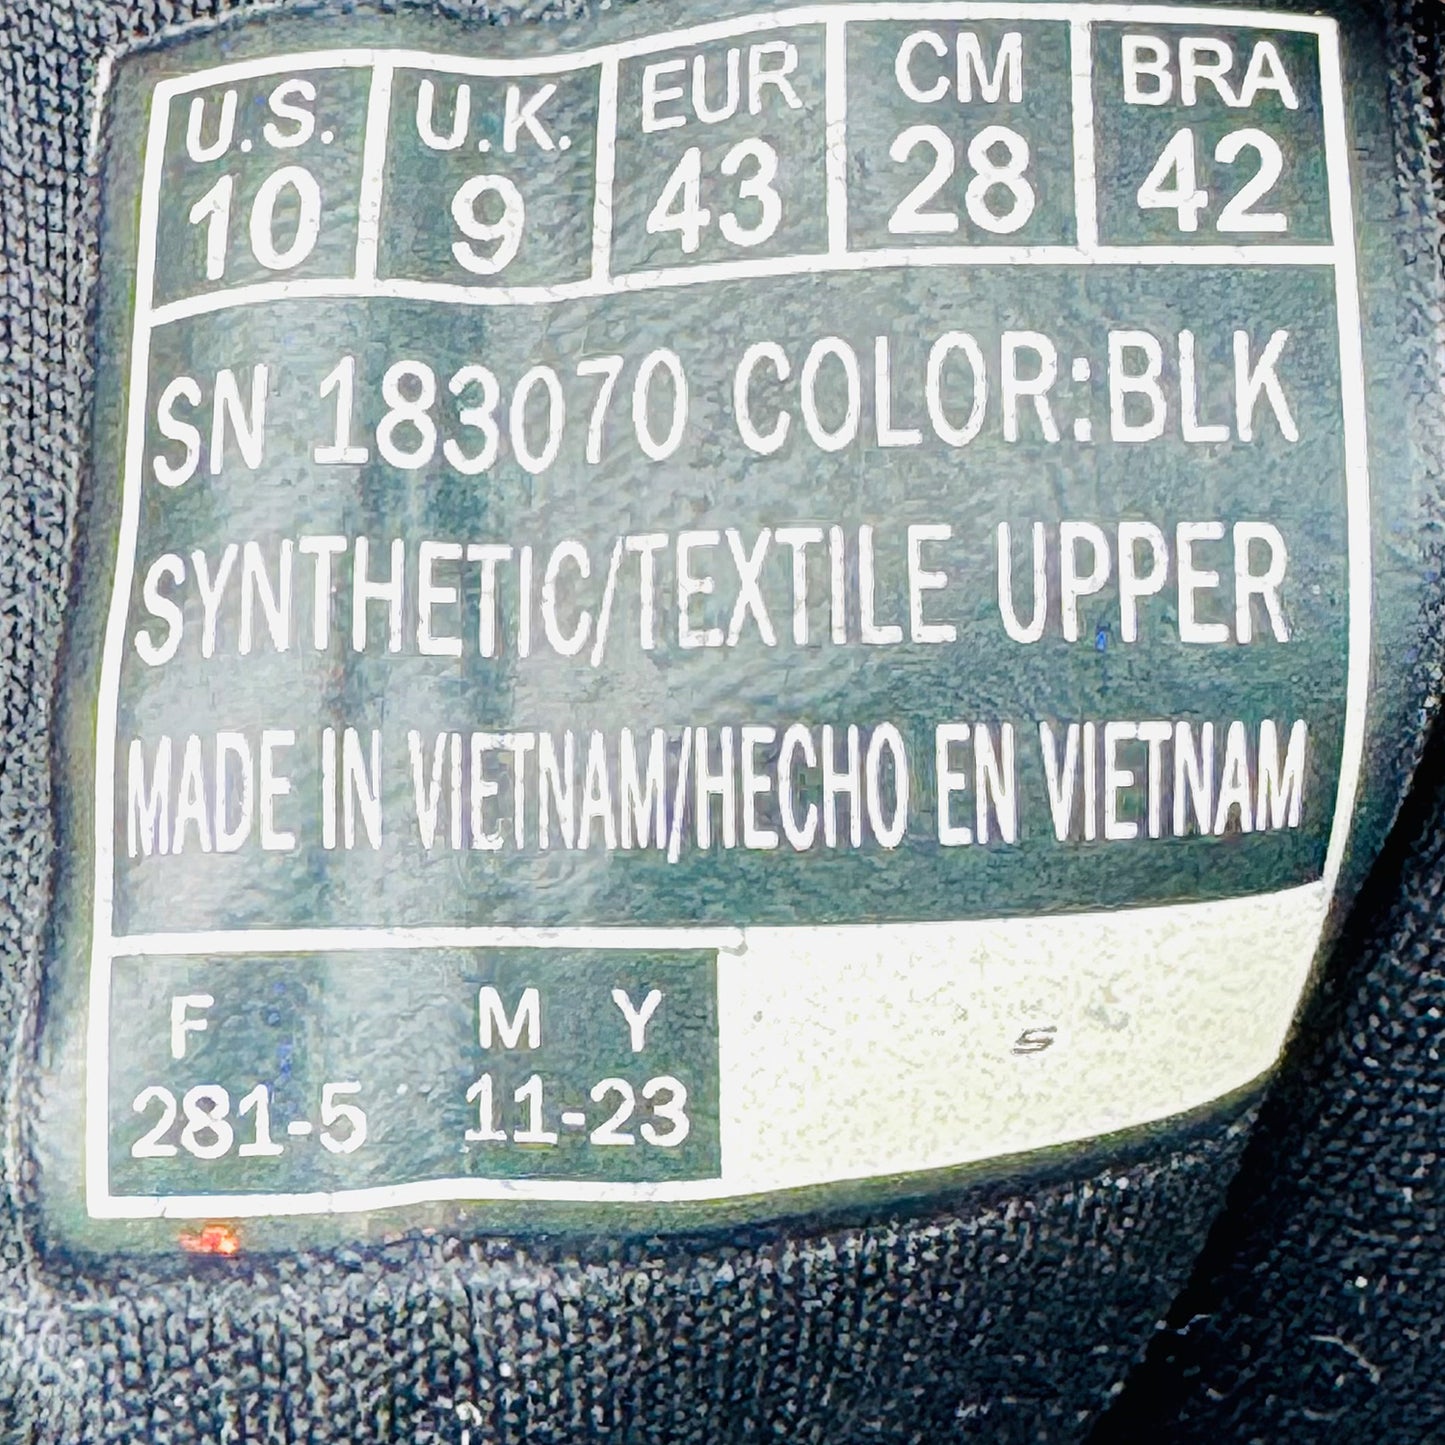 U.S. U.K. EUR CM BRA
10 9 43 28 42
SN 183070 COLOR:BLK
SYNTHETIC/TEXTILE UPPER
MADE IN VIETNAM/HECHO EN VIETNAM
F M Y
281-5 11-23
S